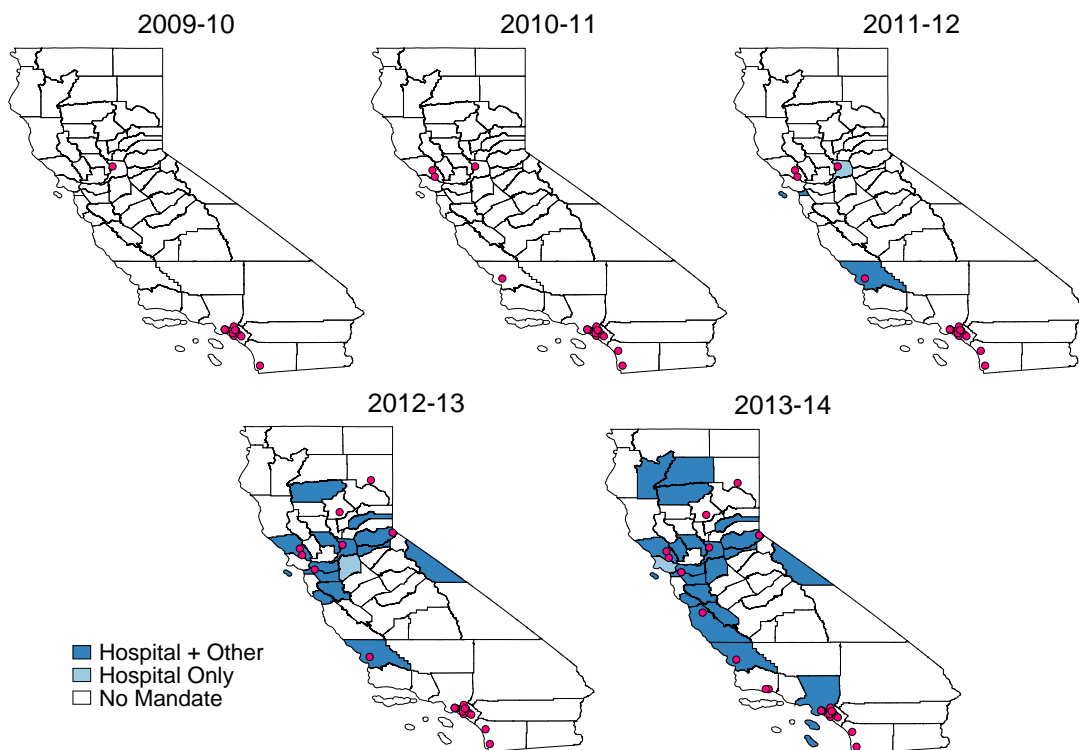 2009-10
2010-11
2011-12
2012-13
2013-14
Hospital + Other
Hospital Only
No Mandate